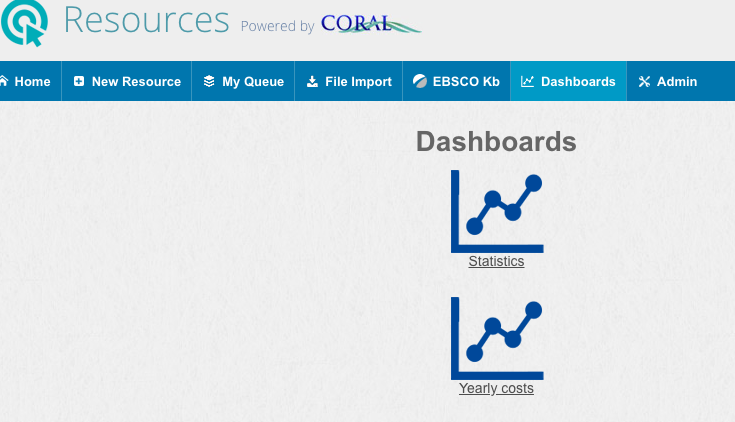 Resources Powered by CORAL
Home New Resource My Queue File Import EBSCO Kb Dashboards Admin
Dashboards
Statistics
Yearly costs